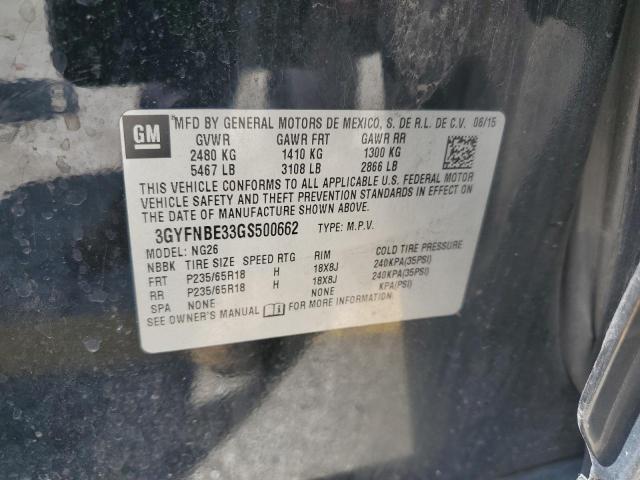 GM
MFD BY GENERAL MOTORS DE MEXICO, S. DE R.L. DE C.V. 06/15
GVWR GAWR FRT GAWR RR
2480 KG 1410 KG 1300 KG
5467 LB 3108 LB 2866 LB
THIS VEHICLE CONFORMS TO ALL APPLICABLE U.S. FEDERAL MOTOR
VEHICLE SAFETY AND THEFT PREVENTION STANDARDS IN EFFECT ON
THE DATE OF MANUFACTURE SHOWN ABOVE.
3GYFNBE33GS500662 TYPE: M.P.V.
MODEL: NG26
NBBK TIRE SIZE SPEED RTG RIM COLD TIRE PRESSURE
FRT P235/65R18 H 18X8J 240KPA(35PSI)
RR P235/65R18 H 18X8J 240KPA(35PSI)
SPA NONE NONE KPA(PSI)
SEE OWNER'S MANUAL FOR MORE INFORMATION.